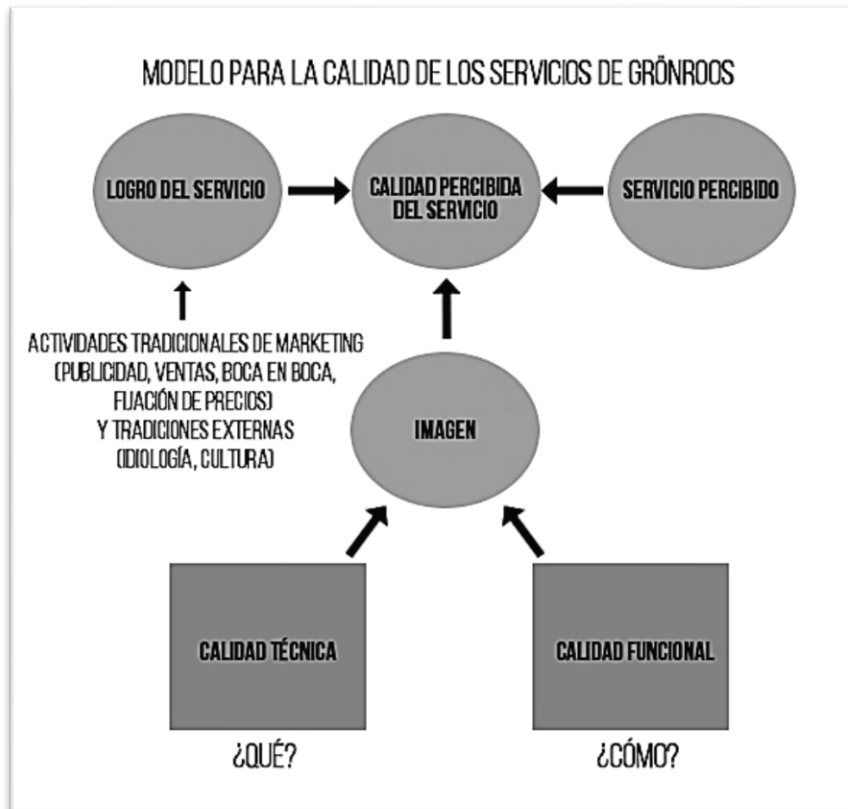 MODELO PARA LA CALIDAD DE LOS SERVICIOS DE GRÖNROOS
LOGRO DEL SERVICIO
CALIDAD PERCIBIDA
DEL SERVICIO
SERVICIO PERCIBIDO
ACTIVIDADES TRADICIONALES DE MARKETING
(PUBLICIDAD, VENTAS, BOCA EN BOCA,
FIJACIÓN DE PRECIOS)
Y TRADICIONES EXTERNAS
(IDIOLOGÍA, CULTURA)
IMAGEN
CALIDAD TÉCNICA
CALIDAD FUNCIONAL
¿QUÉ?
¿CÓMO?